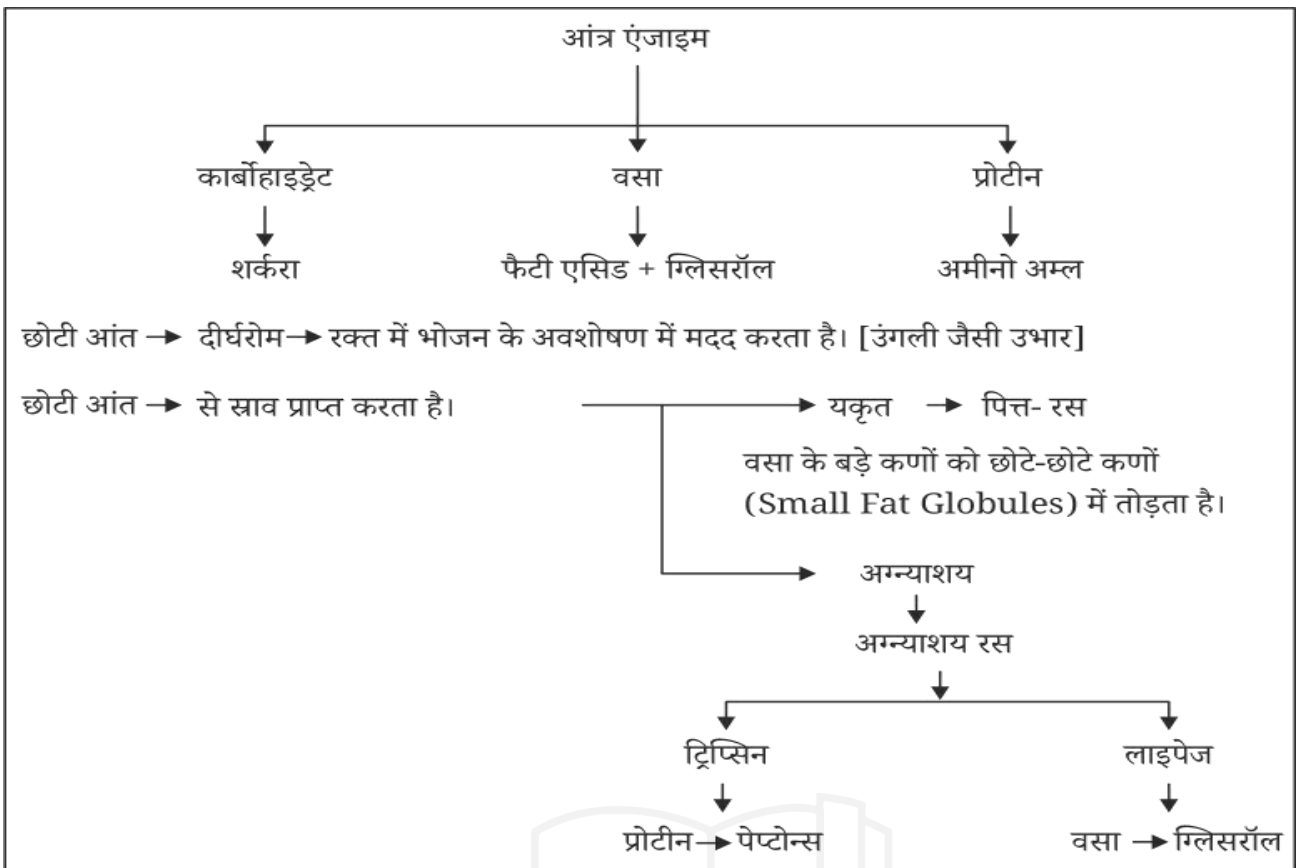 आंत्र एंजाइम
कार्बोहाइड्रेट वसा प्रोटीन
शर्करा फैटी एसिड + ग्लिसरॉल अमीनो अम्ल
छोटी आंत → दीर्घरोम → रक्त में भोजन के अवशोषण में मदद करता है। [उंगली जैसी उभार]
छोटी आंत → से स्राव प्राप्त करता है। → यकृत → पित्त- रस
वसा के बड़े कणों को छोटे-छोटे कणों
(Small Fat Globules) में तोड़ता है।
अग्न्याशय
अग्न्याशय रस
ट्रिप्सिन लाइपेज
प्रोटीन → पेप्टोन्स वसा → ग्लिसरॉल